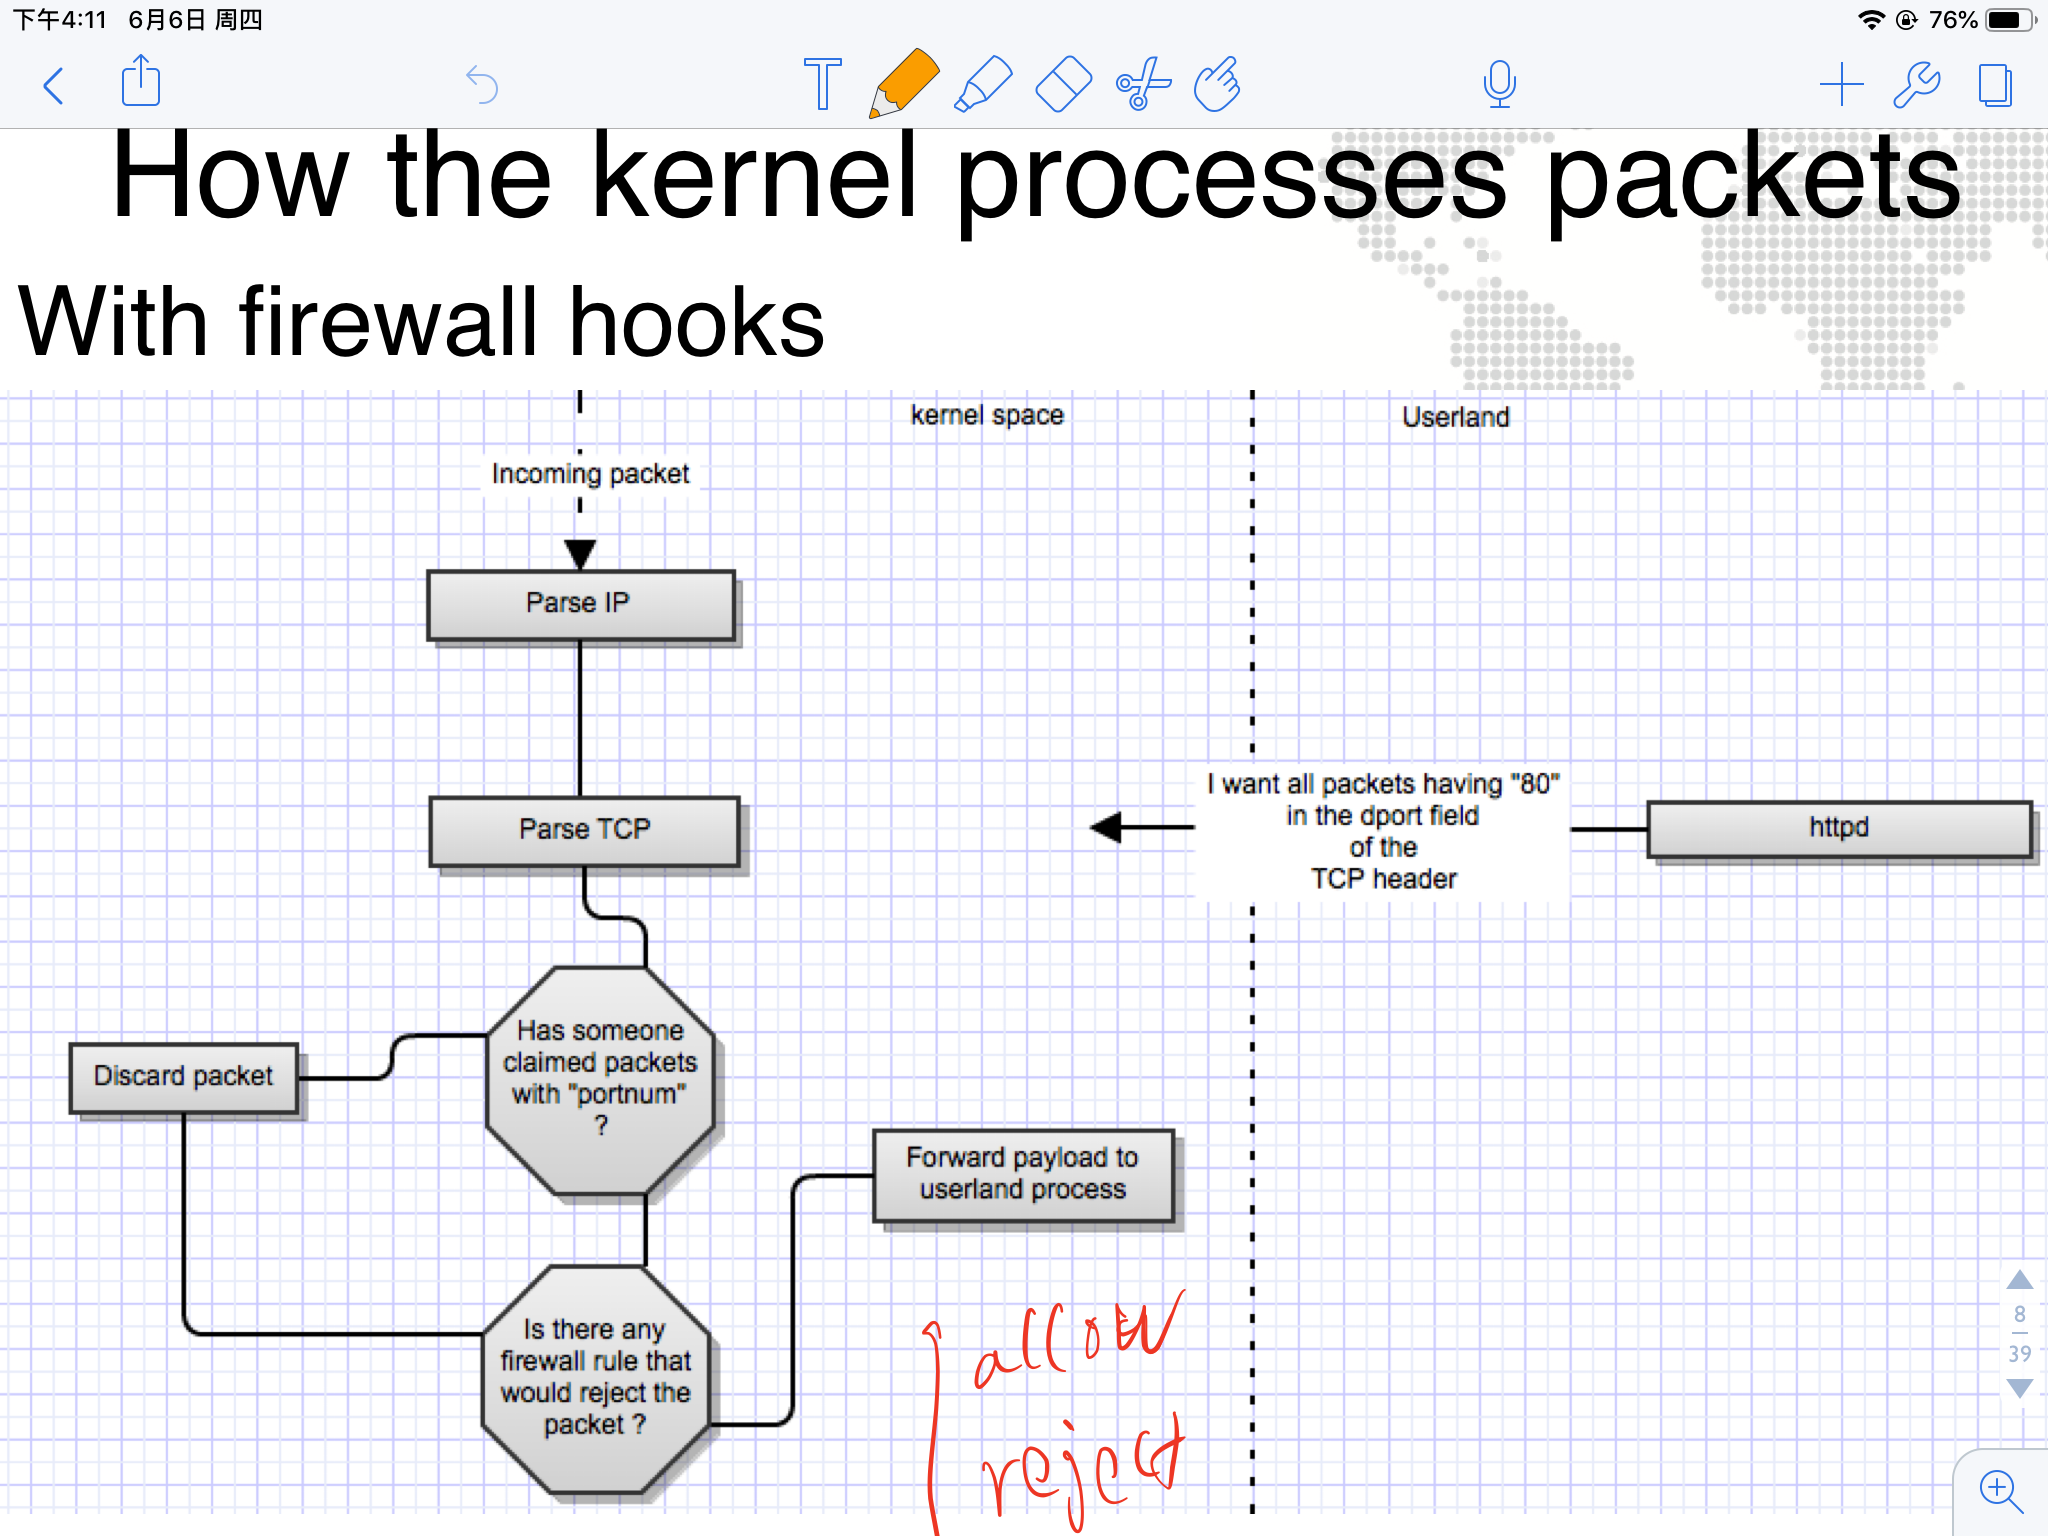 下午4:11 6月6日 周四
76%
T
How the kernel processes packets
With firewall hooks
kernel space
Userland
Incoming packet
Parse IP
Parse TCP
I want all packets having "80"
in the dport field
of the
TCP header
httpd
Has someone
claimed packets
with "portnum"
?
Discard packet
Forward payload to
userland process
Is there any
firewall rule that
would reject the
packet ?
allow
reject
8
39